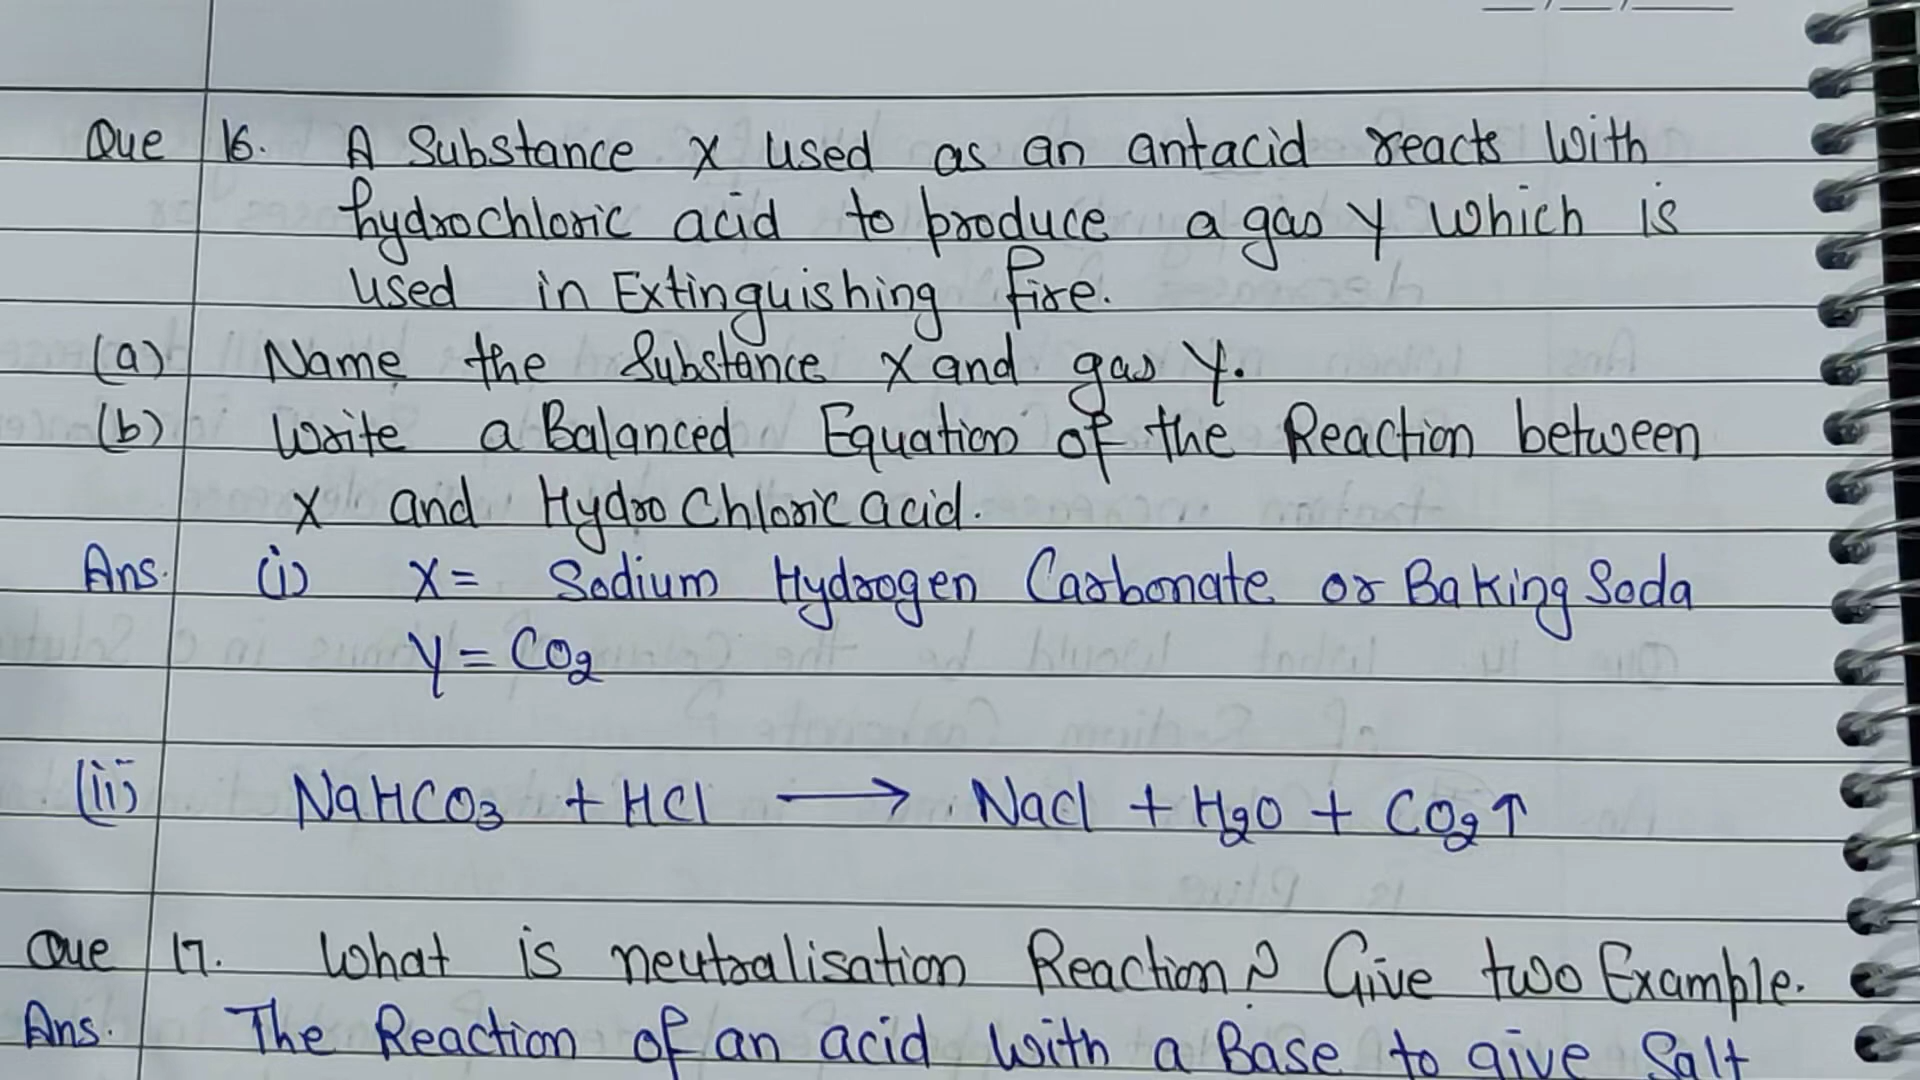 Que 16. A Substance X used as an antacid reacts with
hydrochloric acid to produce a gas Y which is
used in Extinguishing fire.
(a) Name the Substance X and gas Y.
(b) Write a Balanced Equation of the Reaction between
X and Hydro Chloric acid.
Ans. (i) X = Sodium Hydrogen Carbonate or Baking Soda
Y = CO2
(ii) NaHCO3 + HCl → Nacl + H2O + CO2↑
Que 17. What is neutralisation Reaction? Give two Example.
Ans. The Reaction of an acid with a Base to give Salt